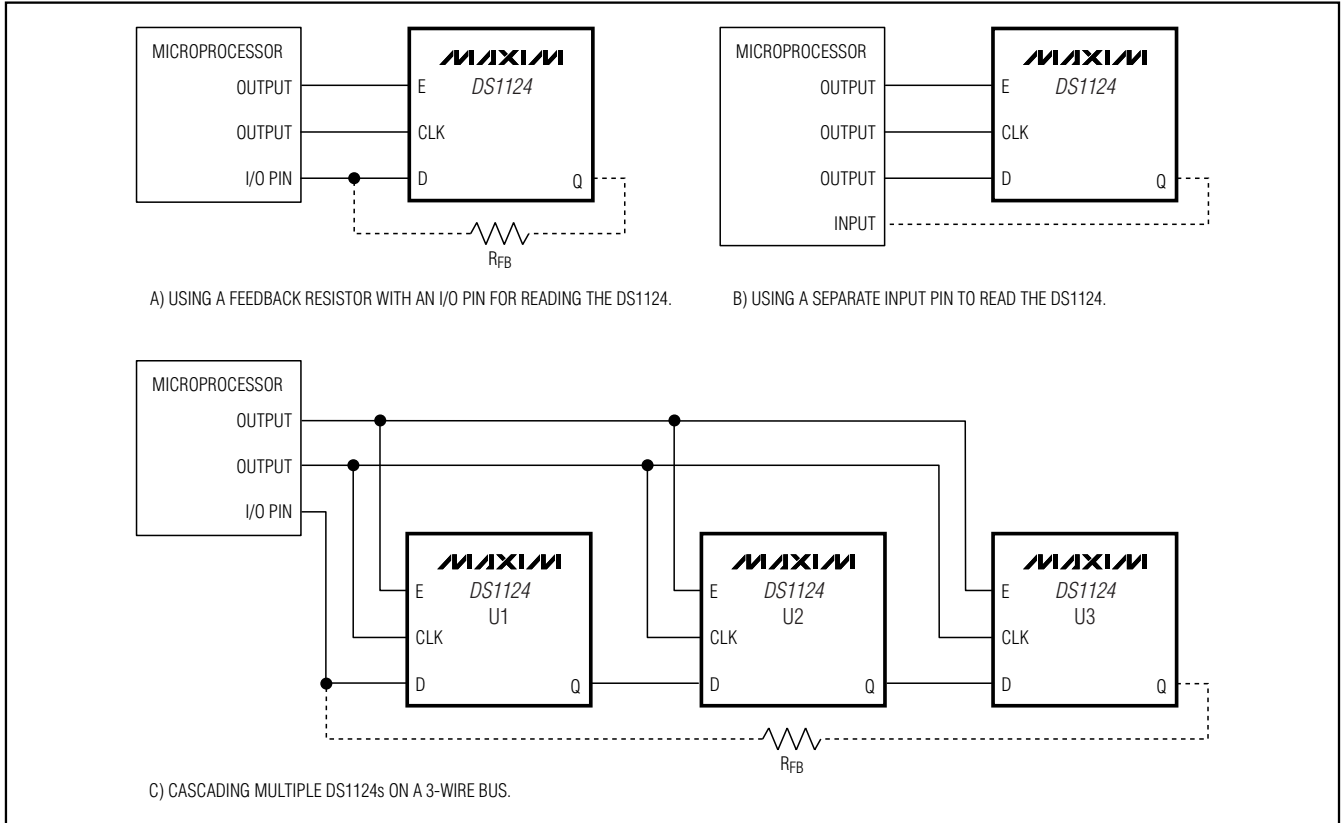 MICROPROCESSOR
OUTPUT
OUTPUT
I/O PIN
MAXIM
DS1124
E
CLK
D
Q
RFB
A) USING A FEEDBACK RESISTOR WITH AN I/O PIN FOR READING THE DS1124.
MICROPROCESSOR
OUTPUT
OUTPUT
OUTPUT
INPUT
MAXIM
DS1124
E
CLK
D
Q
B) USING A SEPARATE INPUT PIN TO READ THE DS1124.
MICROPROCESSOR
OUTPUT
OUTPUT
I/O PIN
MAXIM
DS1124
U1
E
CLK
D
Q
MAXIM
DS1124
U2
E
CLK
D
Q
MAXIM
DS1124
U3
E
CLK
D
Q
RFB
C) CASCADING MULTIPLE DS1124s ON A 3-WIRE BUS.